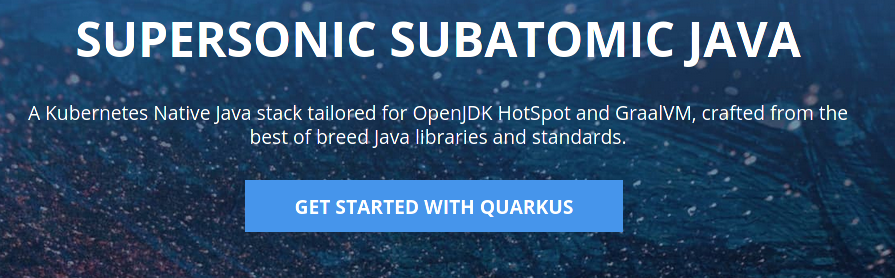 SUPERSONIC SUBATOMIC JAVA
A Kubernetes Native Java stack tailored for OpenJDK HotSpot and GraalVM, crafted from the
best of breed Java libraries and standards.
GET STARTED WITH QUARKUS